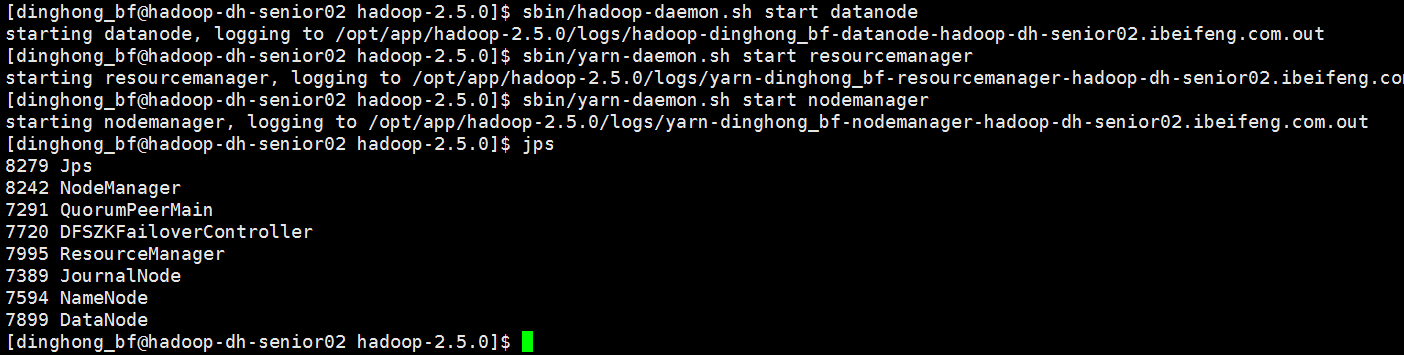 [dinghong_bf@hadoop-dh-senior02 hadoop-2.5.0]$ sbin/hadoop-daemon.sh start datanode
starting datanode, logging to /opt/app/hadoop-2.5.0/logs/hadoop-dinghong_bf-datanode-hadoop-dh-senior02.ibeifeng.com.out
[dinghong_bf@hadoop-dh-senior02 hadoop-2.5.0]$ sbin/yarn-daemon.sh start resourcemanager
starting resourcemanager, logging to /opt/app/hadoop-2.5.0/logs/yarn-dinghong_bf-resourcemanager-hadoop-dh-senior02.ibeifeng.co
[dinghong_bf@hadoop-dh-senior02 hadoop-2.5.0]$ sbin/yarn-daemon.sh start nodemanager
starting nodemanager, logging to /opt/app/hadoop-2.5.0/logs/yarn-dinghong_bf-nodemanager-hadoop-dh-senior02.ibeifeng.com.out
[dinghong_bf@hadoop-dh-senior02 hadoop-2.5.0]$ jps
8279 Jps
8242 NodeManager
7291 QuorumPeerMain
7720 DFSZKFailoverController
7995 ResourceManager
7389 JournalNode
7594 NameNode
7899 DataNode
[dinghong_bf@hadoop-dh-senior02 hadoop-2.5.0]$